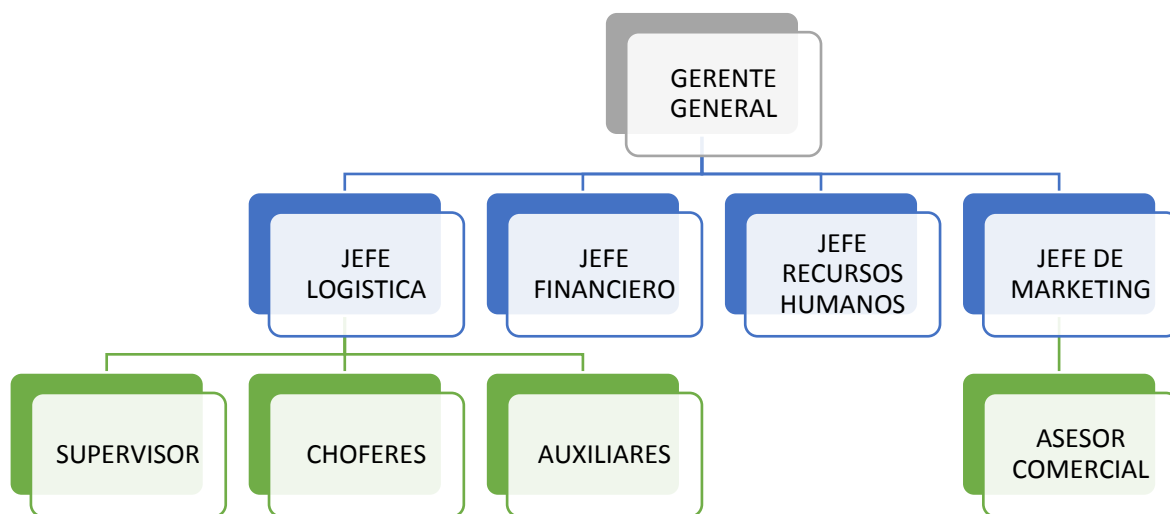 GERENTE
GENERAL
JEFE
LOGISTICA
JEFE
FINANCIERO
JEFE
RECURSOS
HUMANOS
JEFE DE
MARKETING
SUPERVISOR
CHOFERES
AUXILIARES
ASESOR
COMERCIAL